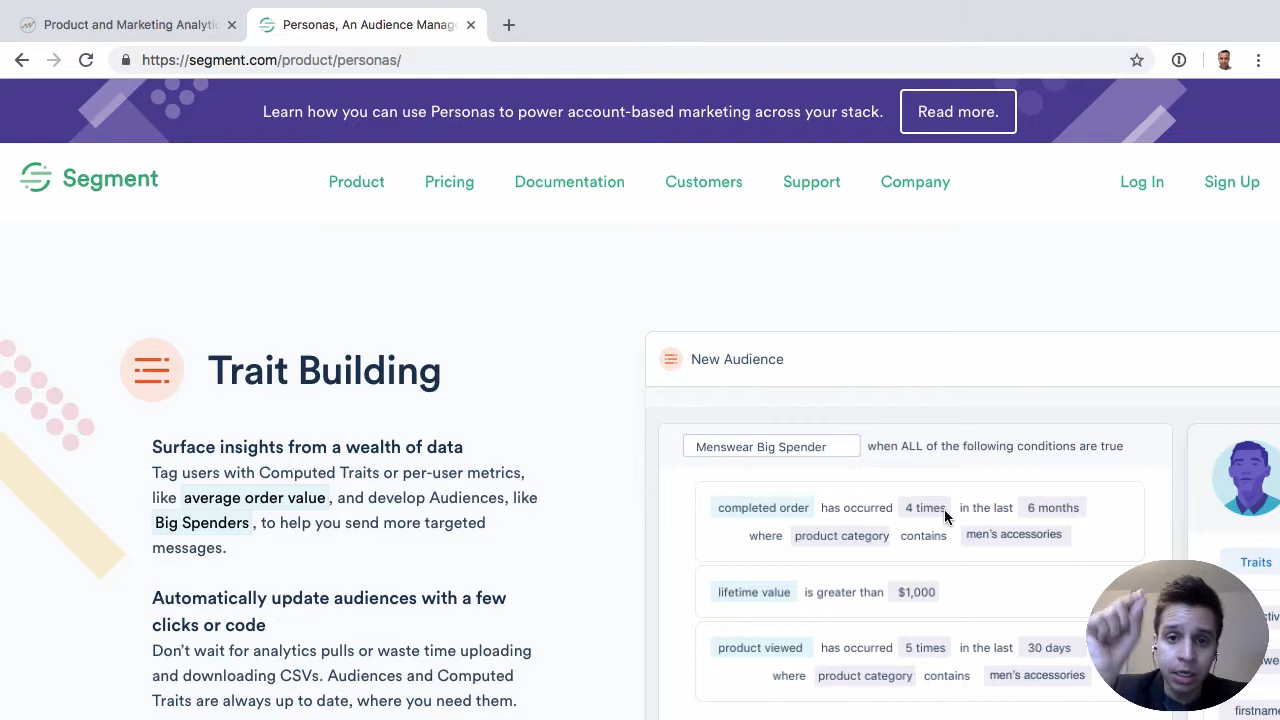 Product and Marketing Analytic
Personas, An Audience Manag
https://segment.com/product/personas/
Learn how you can use Personas to power account-based marketing across your stack.
Read more.
Segment
Product
Pricing
Documentation
Customers
Support
Company
Log In
Sign Up
Trait Building
Surface insights from a wealth of data
Tag users with Computed Traits or per-user metrics,
like average order value, and develop Audiences, like
Big Spenders, to help you send more targeted
messages.
Automatically update audiences with a few
clicks or code
Don't wait for analytics pulls or waste time uploading
and downloading CSVs. Audiences and Computed
Traits are always up to date, where you need them.
New Audience
Menswear Big Spender when ALL of the following conditions are true
completed order has occurred 4 times in the last 6 months
where product category contains men's accessories
lifetime value is greater than $1,000
product viewed has occurred 5 times in the last 30 days
where product category contains men's accessories
Traits
firstname